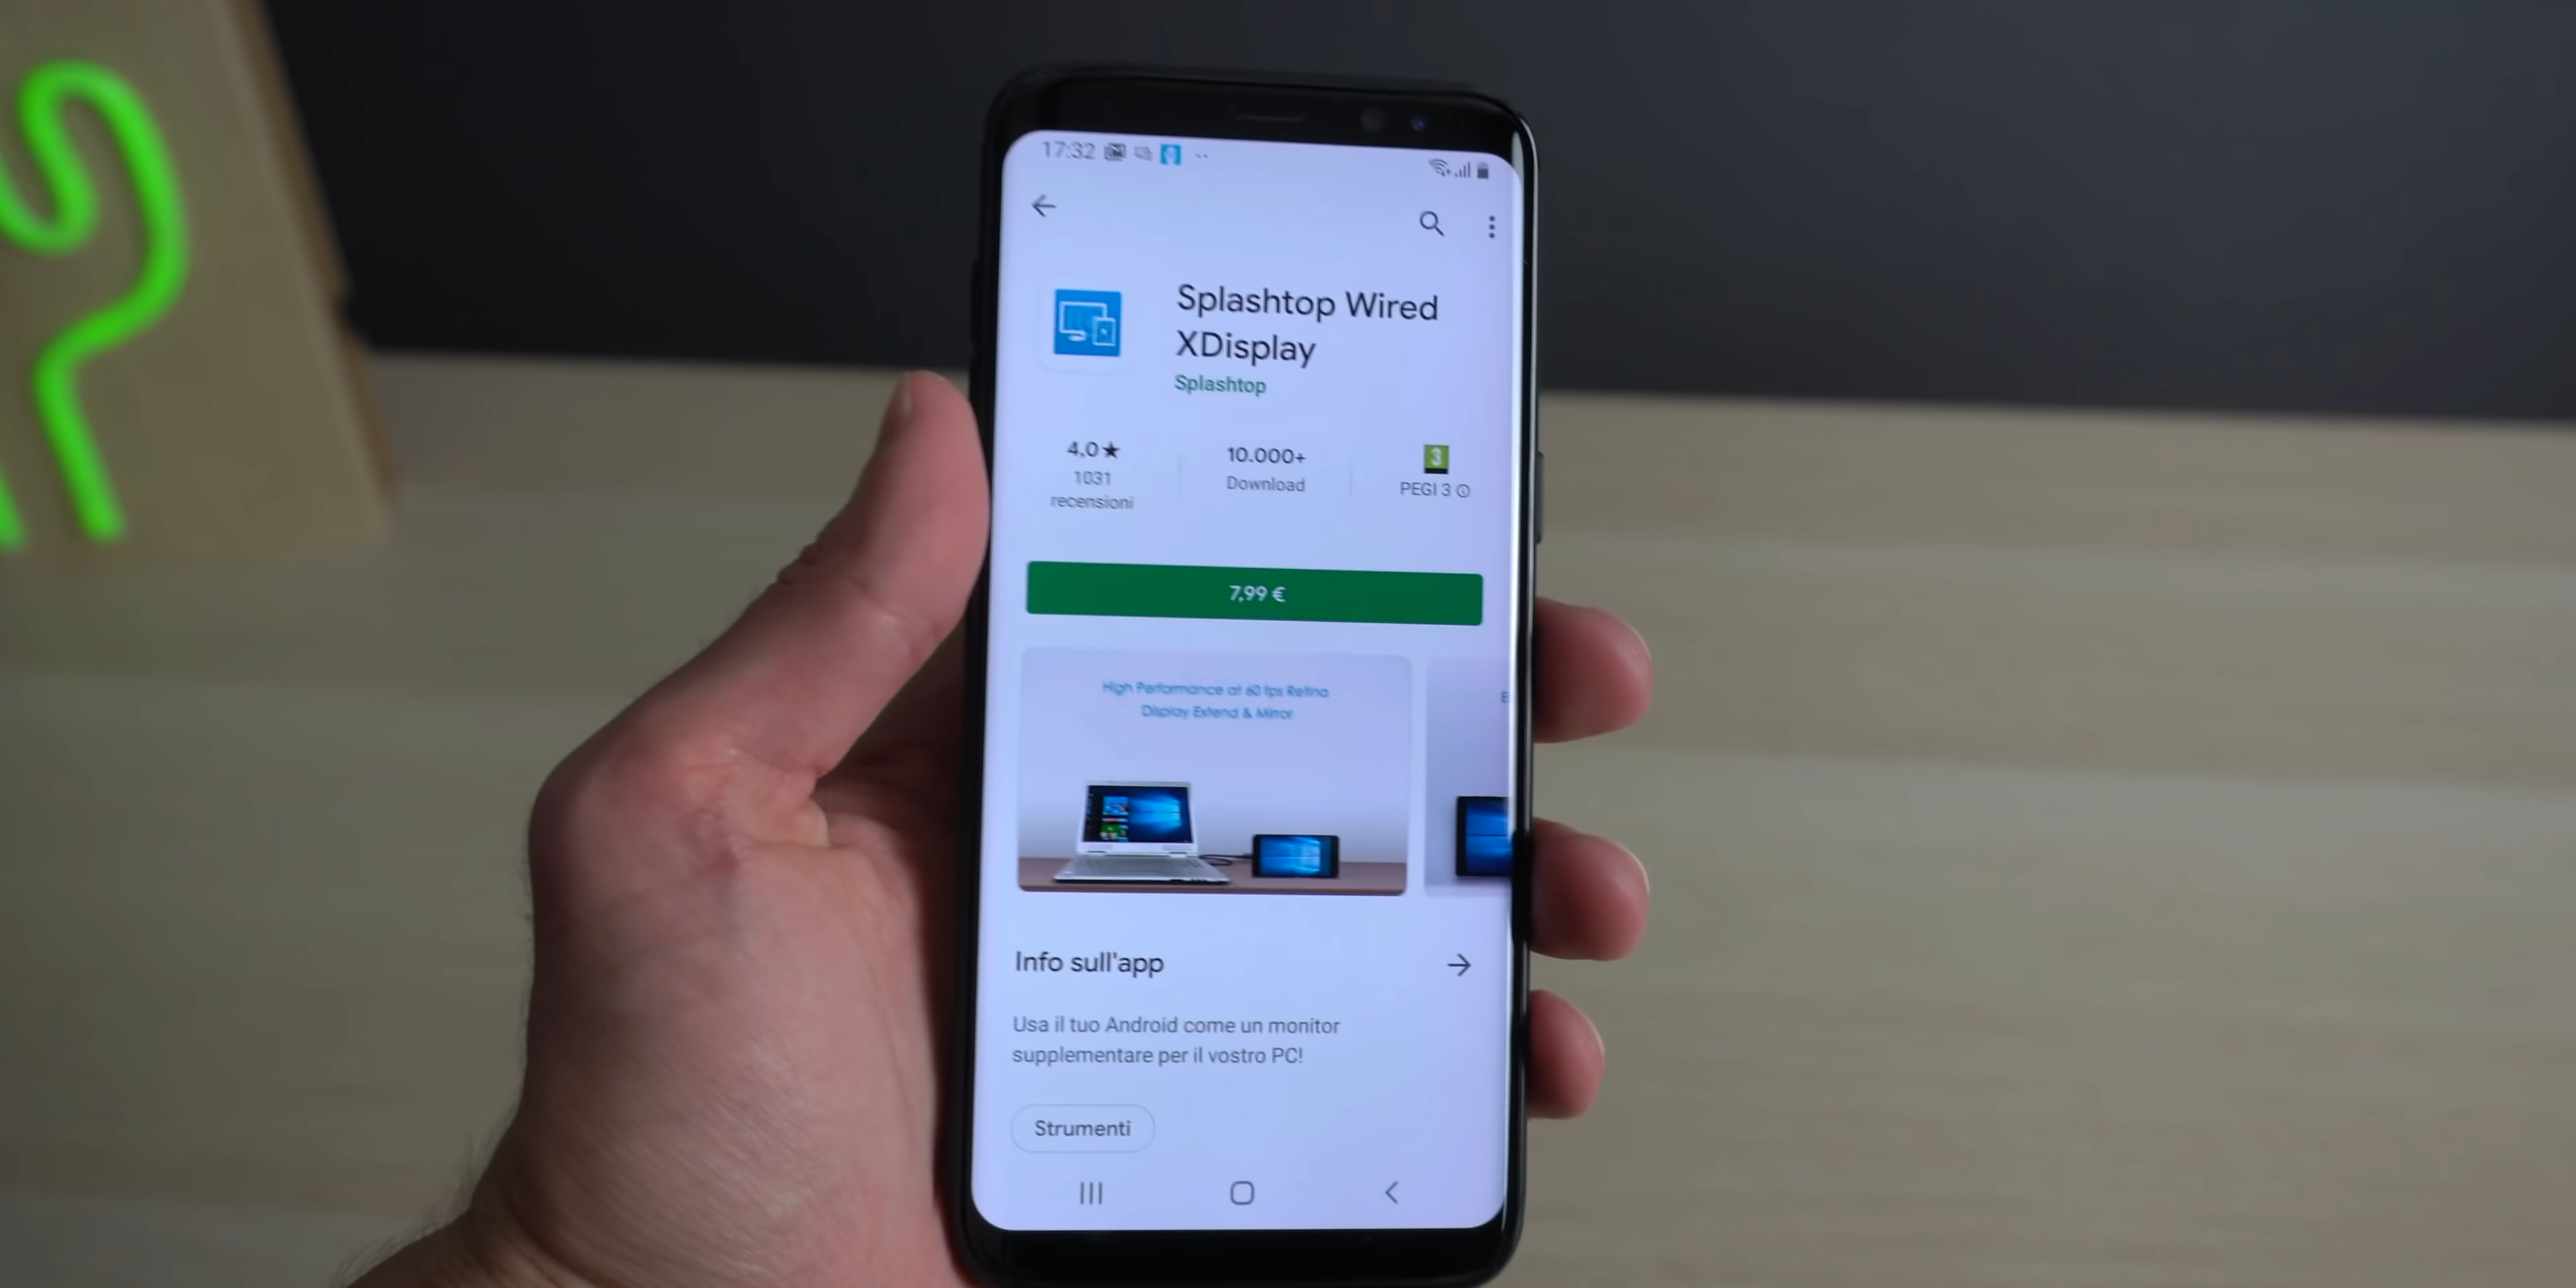 17:32
Splashtop Wired
XDisplay
Splashtop
4,0★
1031
recensioni
10.000+
Download
3
PEGI 3
7,99 €
High Performance at 60 fps Retina
Display Extend & Mirror
E
Info sull'app
Usa il tuo Android come un monitor
supplementare per il vostro PC!
Strumenti